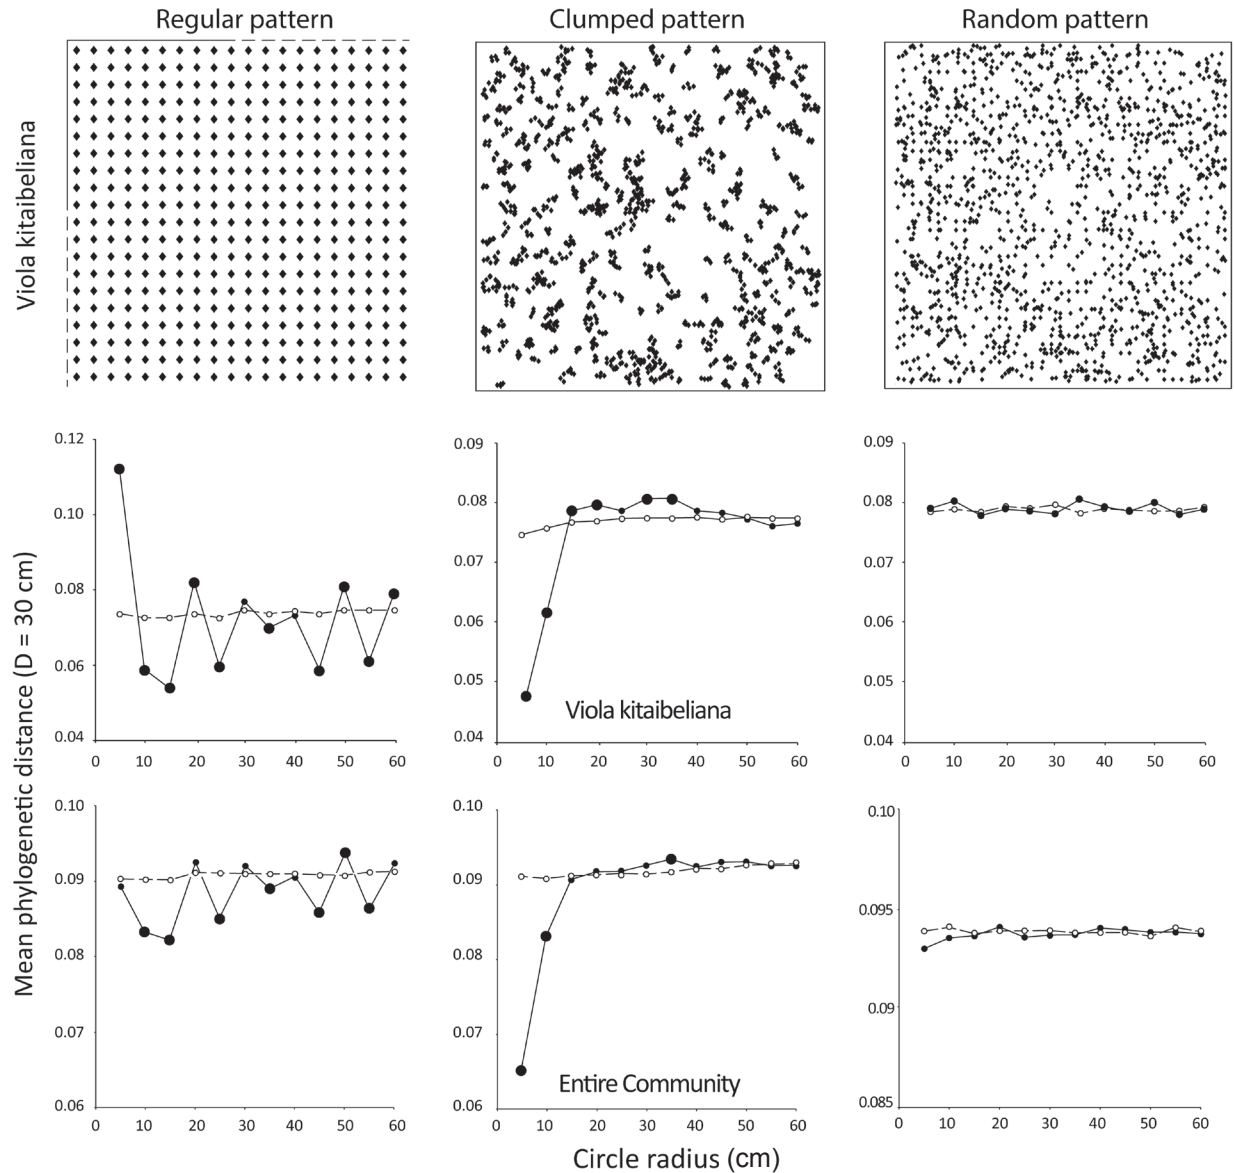 Regular pattern
Clumped pattern
Random pattern
Viola kitaibeliana
Mean phylogenetic distance (D = 30 cm)
0.12
0.10
0.08
0.06
0.04
0 10 20 30 40 50 60
0.09
0.08
0.07
0.06
0.05
0.04
0 10 20 30 40 50 60
Viola kitaibeliana
0.09
0.08
0.07
0.06
0.05
0.04
0 10 20 30 40 50 60
0.10
0.09
0.08
0.07
0.06
0 10 20 30 40 50 60
0.10
0.09
0.08
0.07
0.06
0 10 20 30 40 50 60
Entire Community
0.10
0.095
0.09
0.085
0 10 20 30 40 50 60
Circle radius (cm)